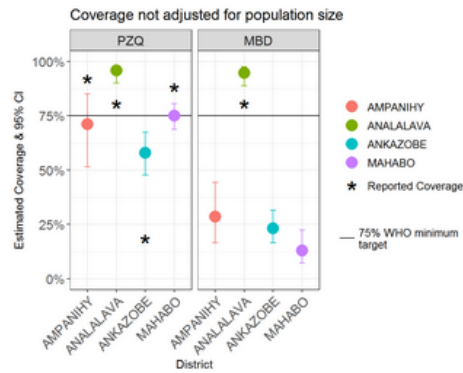 Coverage not adjusted for population size
PZQ
MBD
Estimated Coverage & 95% CI
100%
75%
50%
25%
0%
AMPANIHY
ANALALAVA
ANKAZOBE
MAHABO
AMPANIHY
ANALALAVA
ANKAZOBE
MAHABO
District
AMPANIHY
ANALALAVA
ANKAZOBE
MAHABO
* Reported Coverage
75% WHO minimum
target